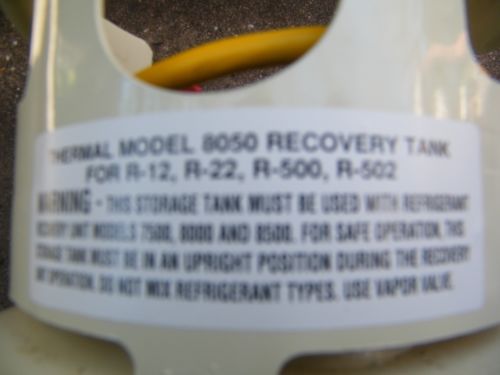 THERMAL MODEL 8050 RECOVERY TANK
FOR R-12, R-22, R-500, R-502
WARNING - THIS STORAGE TANK MUST BE USED WITH REFRIGERANT
RECOVERY UNIT MODELS 7500, 8000 AND 8500. FOR SAFE OPERATION, THIS
STORAGE TANK MUST BE IN AN UPRIGHT POSITION DURING THE RECOVERY
UNIT OPERATION. DO NOT MIX REFRIGERANT TYPES. USE VAPOR VALVE.